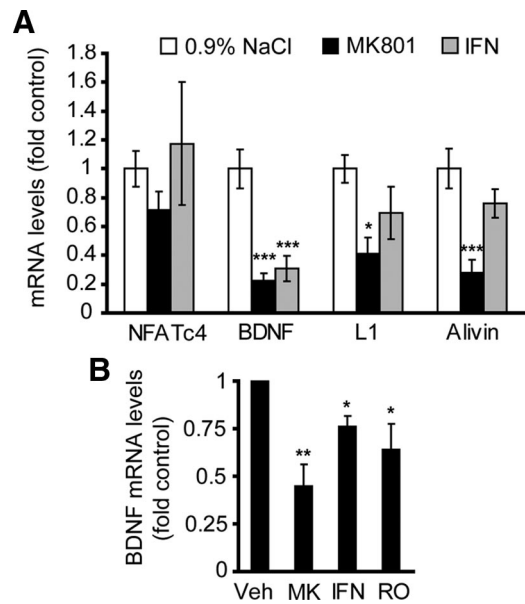 A
0.9% NaCl MK801 IFN
mRNA levels (fold control)
1.8
1.6
1.4
1.2
1
0.8
0.6
0.4
0.2
0
*** *** * ***
NFATc4 BDNF L1 Alivin
B
BDNF mRNA levels
(fold control)
1
0.75
0.5
0.25
0
** * *
Veh MK IFN RO